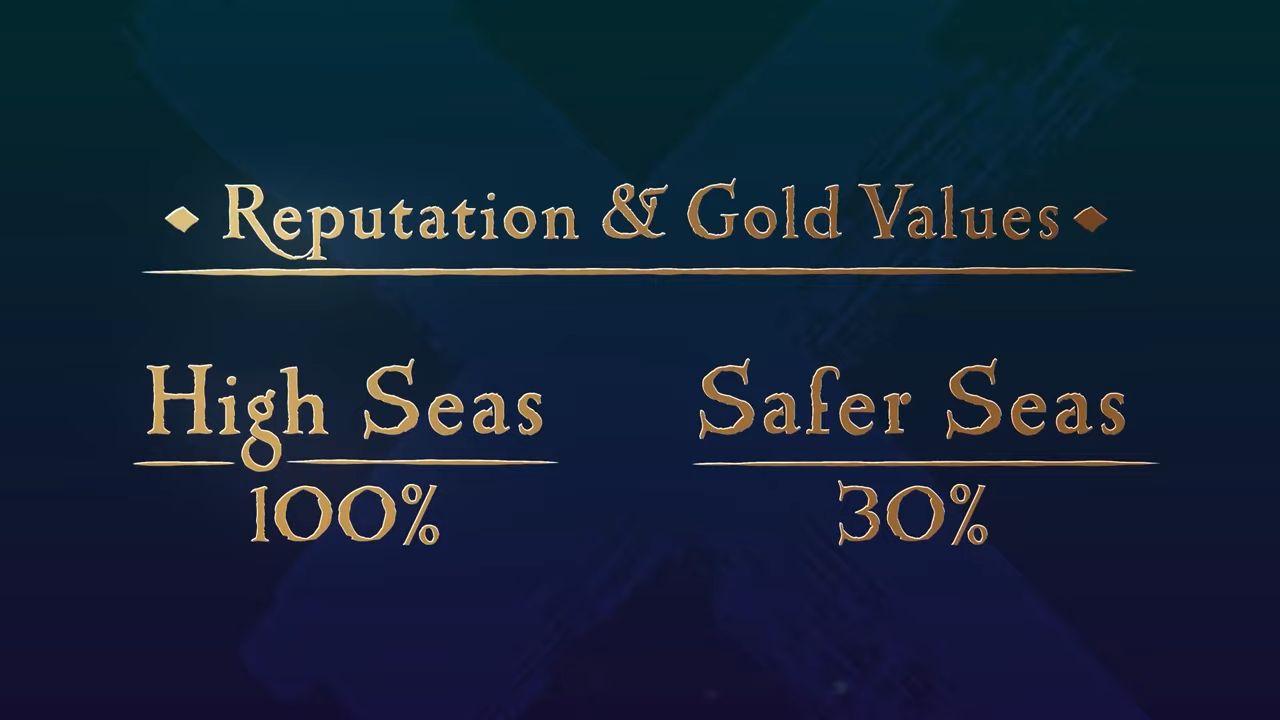 Reputation & Gold Values
High Seas
100%
Safer Seas
30%